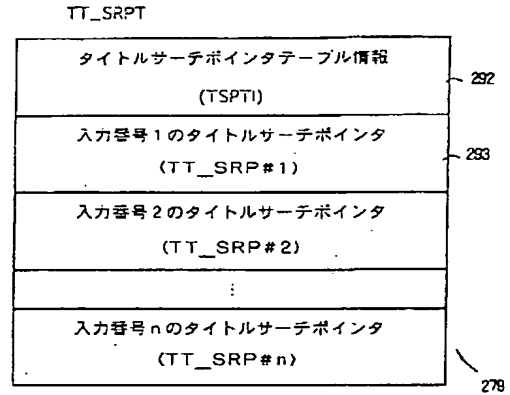 TT_SRPT
タイトルサーチポインタテーブル情報
(TSPTI)
292
入力番号1のタイトルサーチポインタ
(TT_SRP#1)
293
入力番号2のタイトルサーチポインタ
(TT_SRP#2)
⋮
入力番号nのタイトルサーチポインタ
(TT_SRP#n)
279